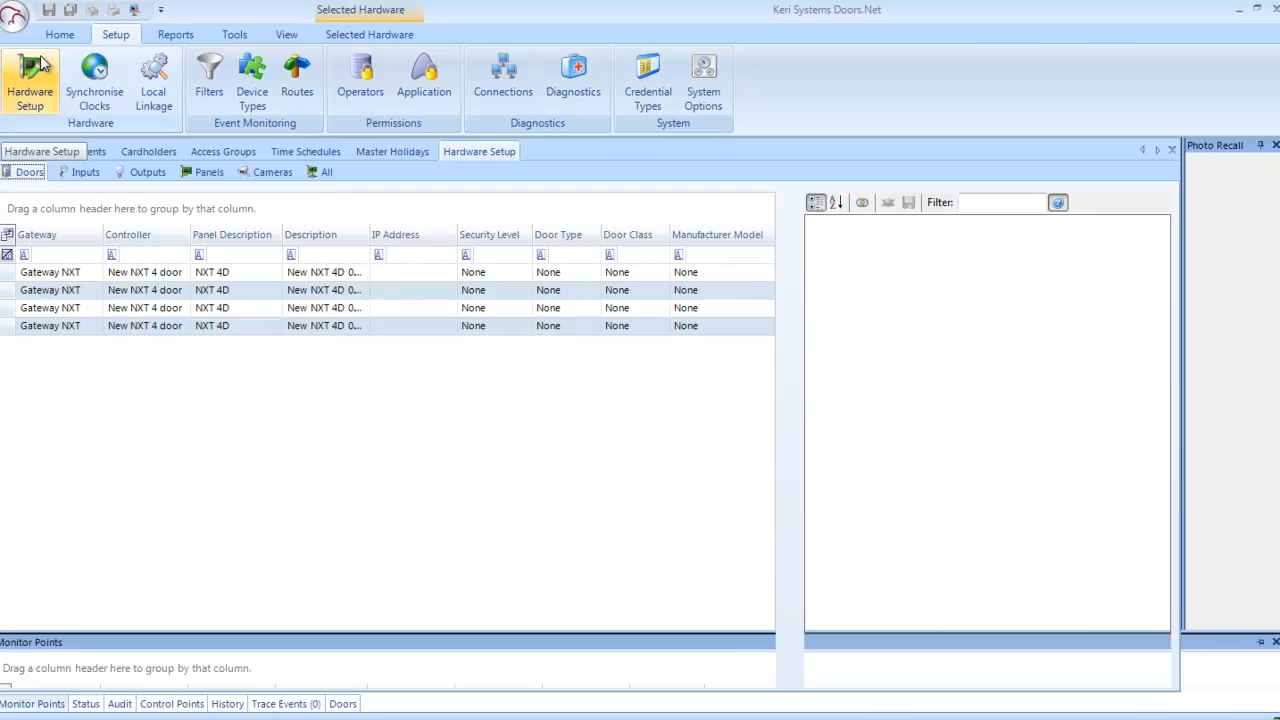 Selected Hardware
Keri Systems Doors.Net
Home Setup Reports Tools View Selected Hardware
Hardware Setup
Synchronise Clocks
Local Linkage
Filters
Device Types
Routes
Operators
Application
Connections
Diagnostics
Credential Types
System Options
Hardware
Event Monitoring
Permissions
Diagnostics
System
Hardware Setup ents Cardholders Access Groups Time Schedules Master Holidays Hardware Setup
Photo Recall
Doors Inputs Outputs Panels Cameras All
Filter:
Drag a column header here to group by that column.
Gateway Controller Panel Description Description IP Address Security Level Door Type Door Class Manufacturer Model
Gateway NXT New NXT 4 door NXT 4D New NXT 4D 0... None None None None
Gateway NXT New NXT 4 door NXT 4D New NXT 4D 0... None None None None
Gateway NXT New NXT 4 door NXT 4D New NXT 4D 0... None None None None
Gateway NXT New NXT 4 door NXT 4D New NXT 4D 0... None None None None
Monitor Points
Drag a column header here to group by that column.
Monitor Points Status Audit Control Points History Trace Events (0) Doors